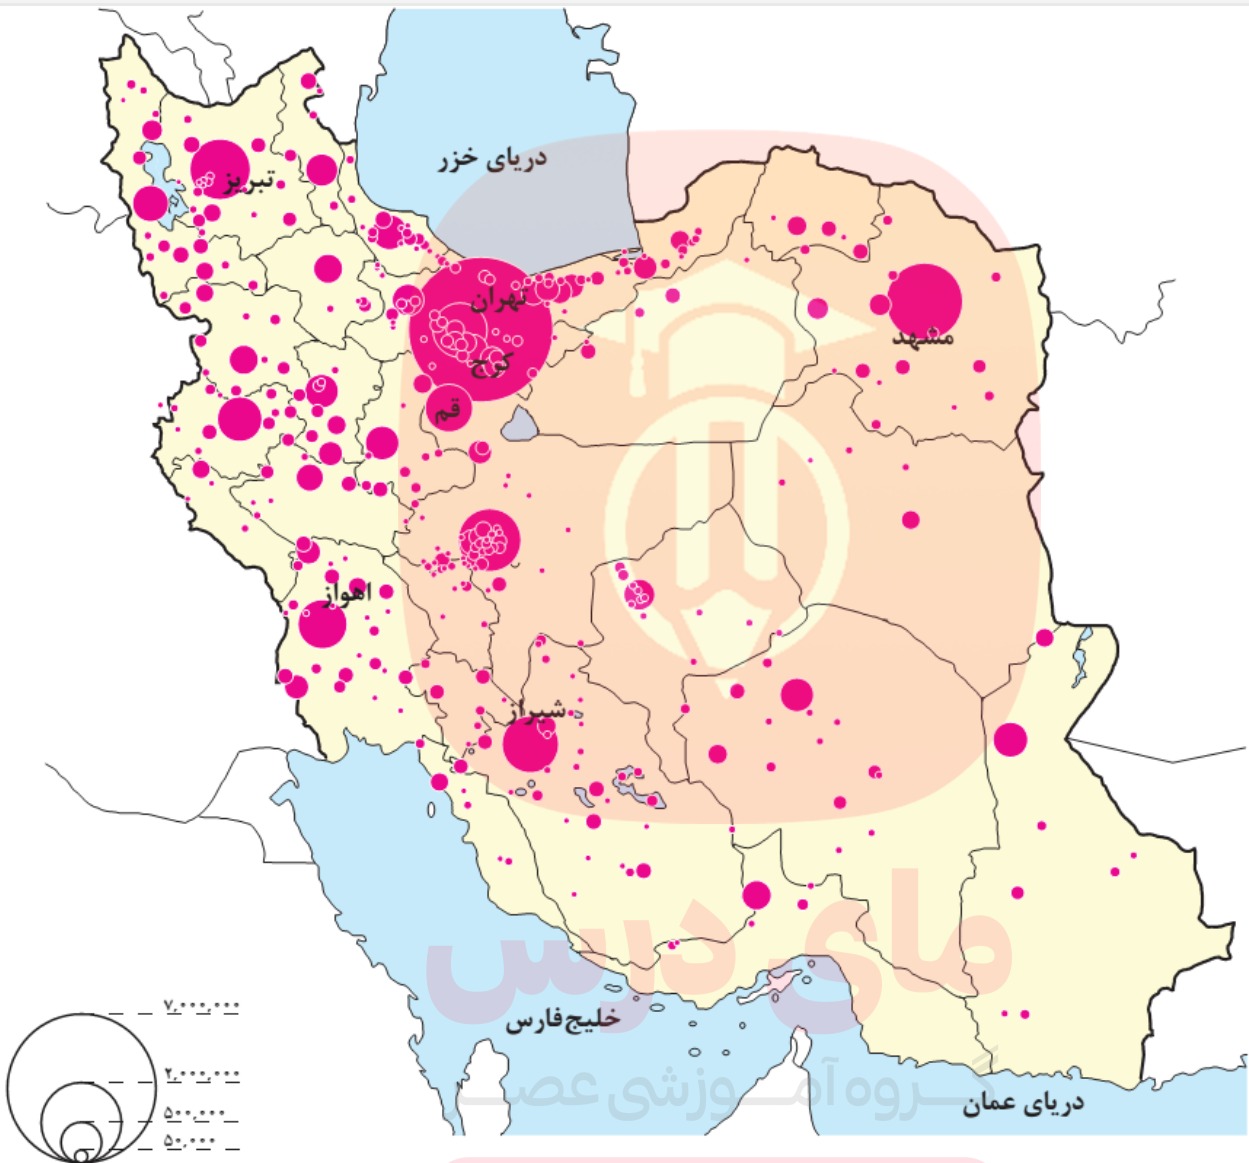 دریای خزر
تبریز
تهران
کرج
قم
مشهد
اهواز
شیراز
مای درس
خلیج‌فارس
گروه آموزشی عصر
دریای عمان
۷,۰۰۰,۰۰۰
۲,۰۰۰,۰۰۰
۵۰۰,۰۰۰
۵۰,۰۰۰